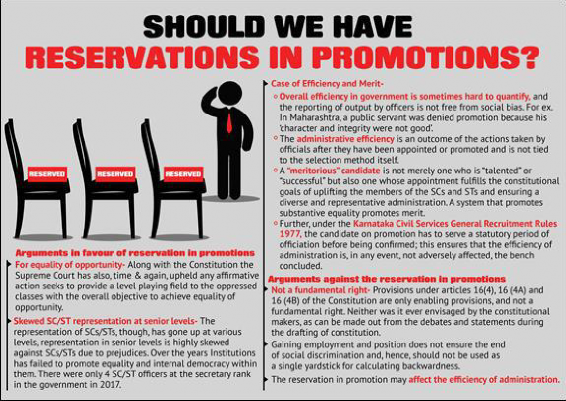 SHOULD WE HAVE
RESERVATIONS IN PROMOTIONS?
RESERVED
RESERVED
RESERVED
Arguments in favour of reservation in promotions
For equality of opportunity- Along with the Constitution the
Supreme Court has also, time & again, upheld any affirmative
action seeks to provide a level playing field to the oppressed
classes with the overall objective to achieve equality of
opportunity.
Skewed SC/ST representation at senior levels- The
representation of SCs/STs, though, has gone up at various
levels, representation in senior levels is highly skewed
against SCs/STs due to prejudices. Over the years Institutions
has failed to promote equality and internal democracy within
them. There were only 4 SC/ST officers at the secretary rank
in the government in 2017.
Case of Efficiency and Merit-
Overall efficiency in government is sometimes hard to quantify, and
the reporting of output by officers is not free from social bias. For ex.
In Maharashtra, a public servant was denied promotion because his
'character and integrity were not good'.
The administrative efficiency is an outcome of the actions taken by
officials after they have been appointed or promoted and is not tied
to the selection method itself.
A "meritorious" candidate is not merely one who is "talented" or
"successful" but also one whose appointment fulfills the constitutional
goals of uplifting the members of the SCs and STs and ensuring a
diverse and representative administration. A system that promotes
substantive equality promotes merit.
Further, under the Karnataka Civil Services General Recruitment Rules
1977, the candidate on promotion has to serve a statutory period of
officiation before being confirmed; this ensures that the efficiency of
administration is, in any event, not adversely affected, the bench
concluded.
Arguments against the reservation in promotions
Not a fundamental right- Provisions under articles 16(4), 16 (4A) and
16 (4B) of the Constitution are only enabling provisions, and not a
fundamental right. Neither was it ever envisaged by the constitutional
makers, as can be made out from the debates and statements during
the drafting of constitution.
Gaining employment and position does not ensure the end
of social discrimination and, hence, should not be used as
a single yardstick for calculating backwardness.
The reservation in promotion may affect the efficiency of administration.